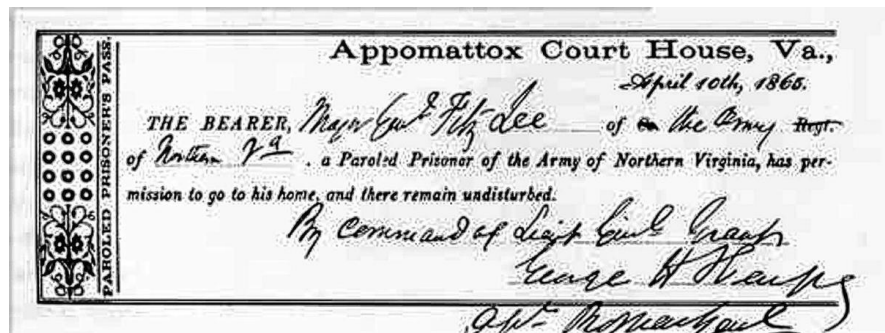 PAROLED PRISONER'S PASS.
Appomattox Court House, Va.,
April 10th, 1865.
THE BEARER, Major Genl Fitz Lee of Co. the Army Regt.
of Northern Va. a Paroled Prisoner of the Army of Northern Virginia, has per-
mission to go to his home, and there remain undisturbed.
By Command of Lieut Genl Grant
George H Sharpe